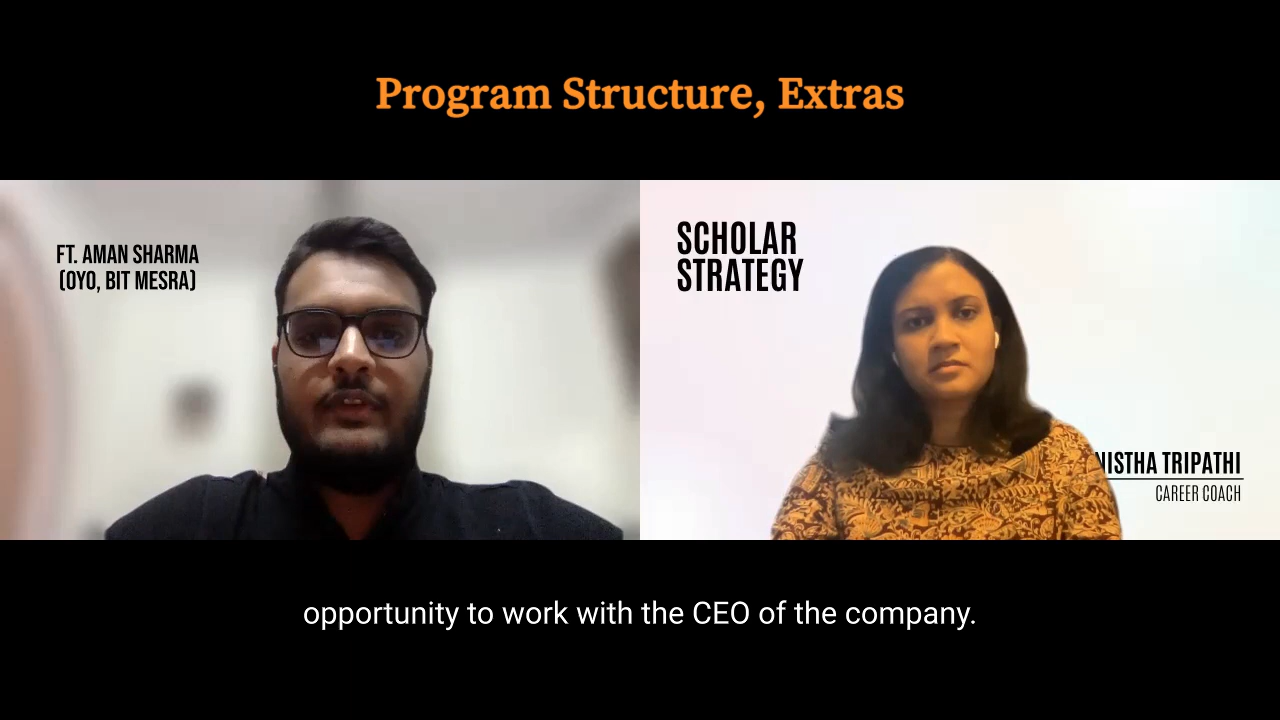 Program Structure, Extras
FT. AMAN SHARMA
(OYO, BIT MESRA)
SCHOLAR
STRATEGY
NISTHA TRIPATHI
CAREER COACH
opportunity to work with the CEO of the company.